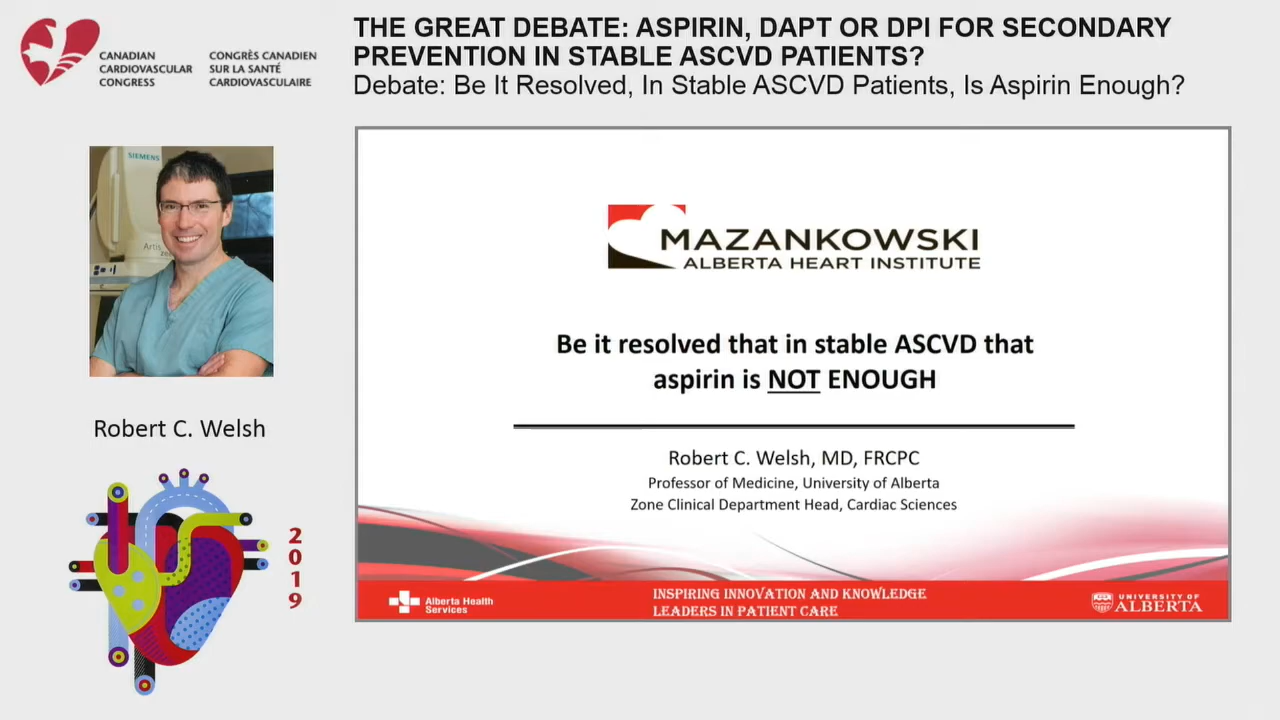 CANADIAN
CARDIOVASCULAR
CONGRESS
CONGRÈS CANADIEN
SUR LA SANTÉ
CARDIOVASCULAIRE
THE GREAT DEBATE: ASPIRIN, DAPT OR DPI FOR SECONDARY
PREVENTION IN STABLE ASCVD PATIENTS?
Debate: Be It Resolved, In Stable ASCVD Patients, Is Aspirin Enough?
SIEMENS
Artis
Robert C. Welsh
2019
MAZANKOWSKI
ALBERTA HEART INSTITUTE
Be it resolved that in stable ASCVD that
aspirin is NOT ENOUGH
Robert C. Welsh, MD, FRCPC
Professor of Medicine, University of Alberta
Zone Clinical Department Head, Cardiac Sciences
Alberta Health
Services
INSPIRING INNOVATION AND KNOWLEDGE
LEADERS IN PATIENT CARE
UNIVERSITY OF
ALBERTA